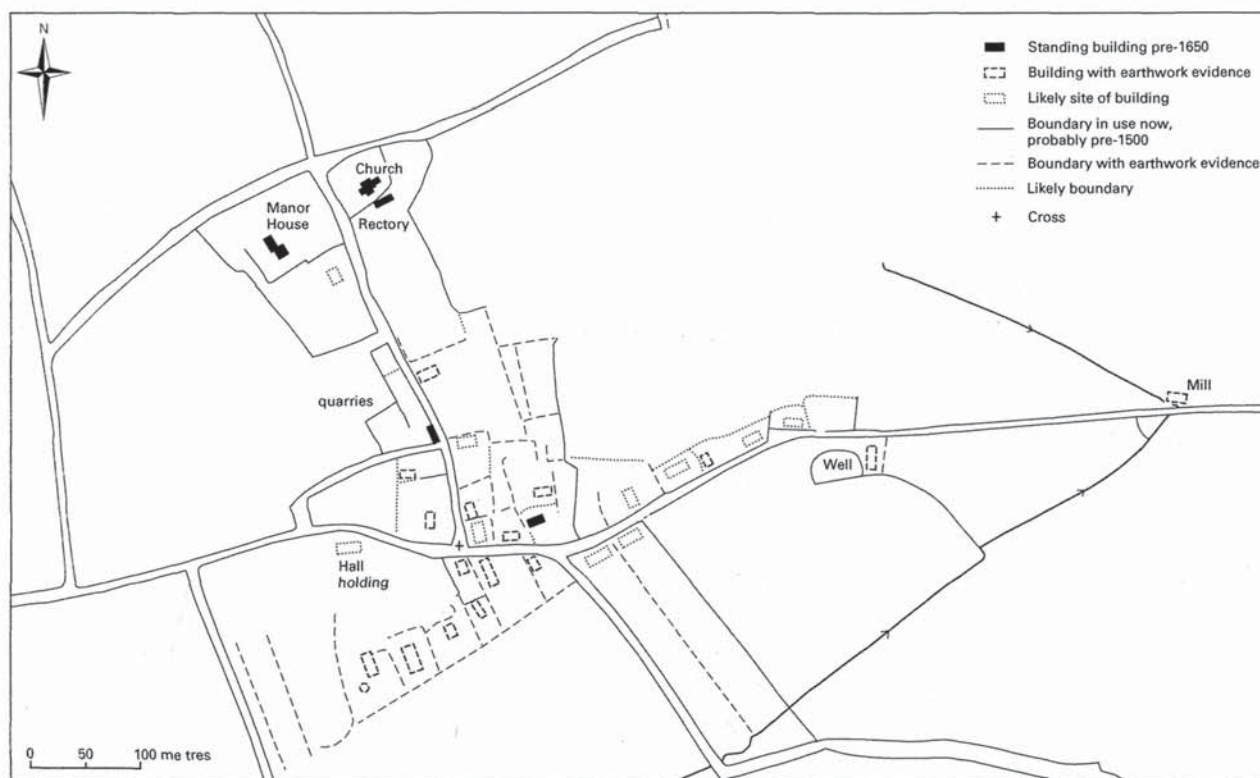 N
Standing building pre-1650
Building with earthwork evidence
Likely site of building
Boundary in use now,
probably pre-1500
Boundary with earthwork evidence
Likely boundary
Cross
Church
Manor
House
Rectory
quarries
Mill
Well
Hall
holding
0 50 100 me tres